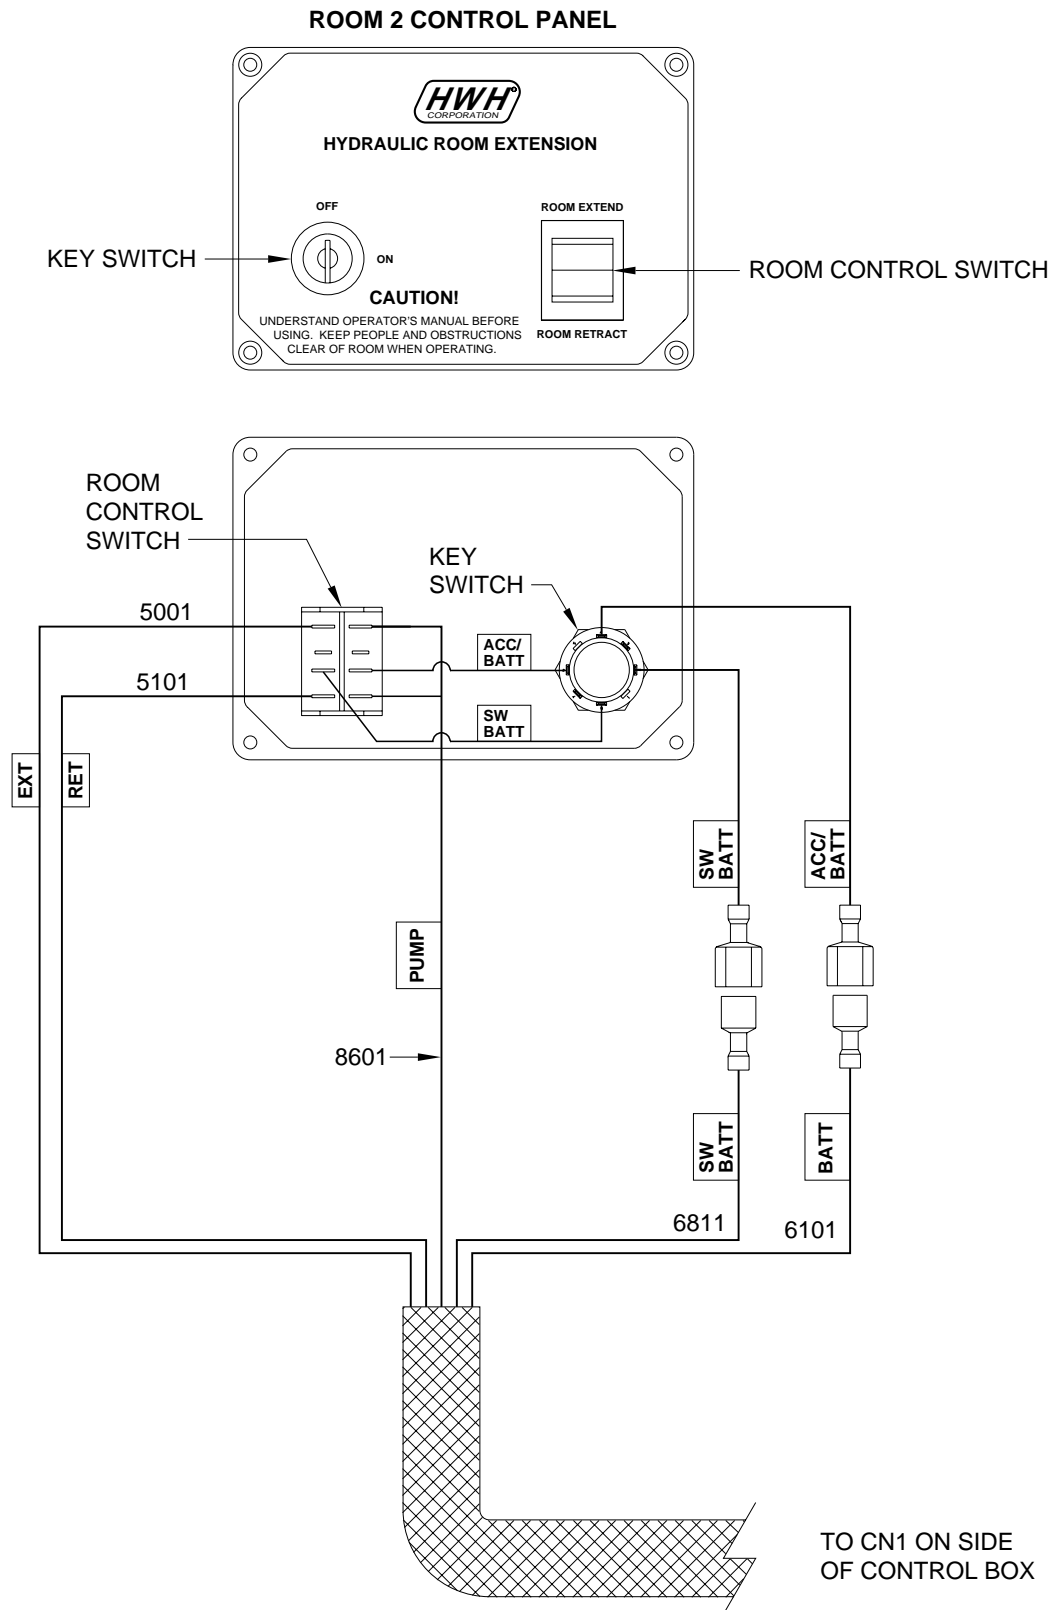 ROOM 2 CONTROL PANEL
HWH
CORPORATION
HYDRAULIC ROOM EXTENSION
OFF
ON
ROOM EXTEND
ROOM RETRACT
KEY SWITCH
ROOM CONTROL SWITCH
CAUTION!
UNDERSTAND OPERATOR'S MANUAL BEFORE
USING. KEEP PEOPLE AND OBSTRUCTIONS
CLEAR OF ROOM WHEN OPERATING.
ROOM
CONTROL
SWITCH
KEY
SWITCH
5001
5101
ACC/
BATT
SW
BATT
EXT
RET
PUMP
8601
SW
BATT
ACC/
BATT
SW
BATT
BATT
6811
6101
TO CN1 ON SIDE
OF CONTROL BOX